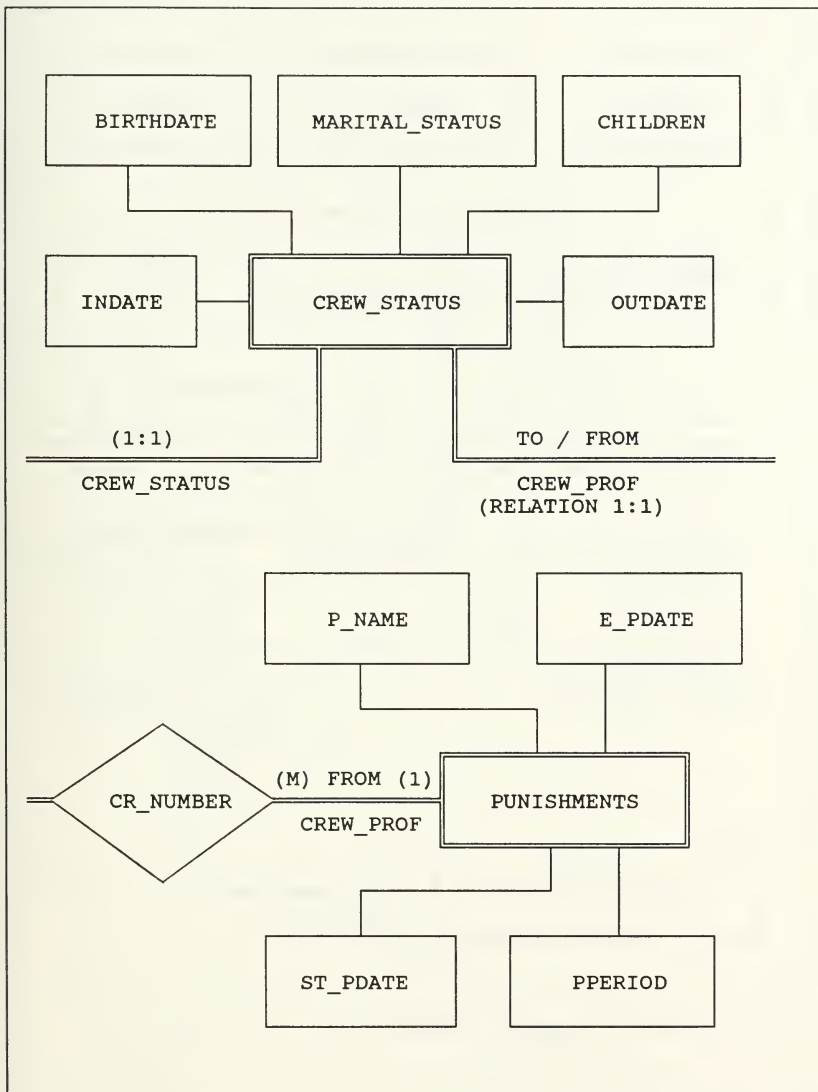 BIRTHDATE
MARITAL_STATUS
CHILDREN
INDATE
CREW_STATUS
OUTDATE
(1:1)
CREW_STATUS
TO / FROM
CREW_PROF
(RELATION 1:1)
P_NAME
E_PDATE
CR_NUMBER
(M) FROM (1)
CREW_PROF
PUNISHMENTS
ST_PDATE
PPERIOD